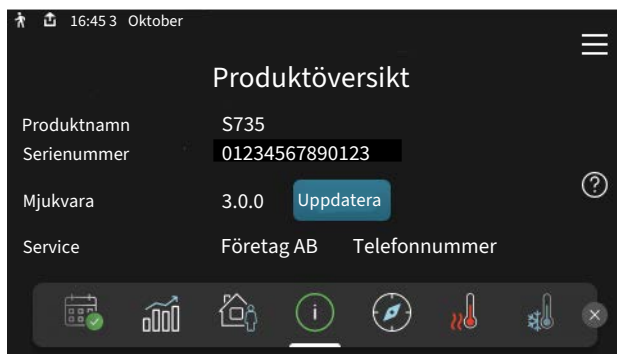 16:45 3 Oktober
Produktöversikt
Produktnamn S735
Serienummer 01234567890123
Mjukvara 3.0.0 Uppdatera
Service Företag AB Telefonnummer